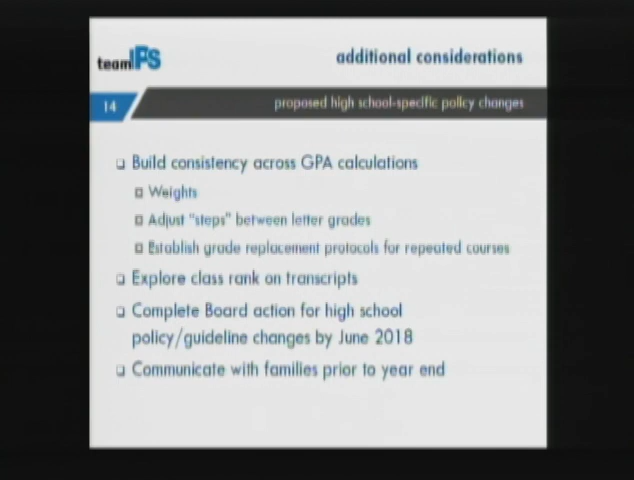 teamIPS
additional considerations
14
proposed high school-specific policy changes
Build consistency across GPA calculations
Weights
Adjust "steps" between letter grades
Establish grade replacement protocols for repeated courses
Explore class rank on transcripts
Complete Board action for high school
policy/guideline changes by June 2018
Communicate with families prior to year end